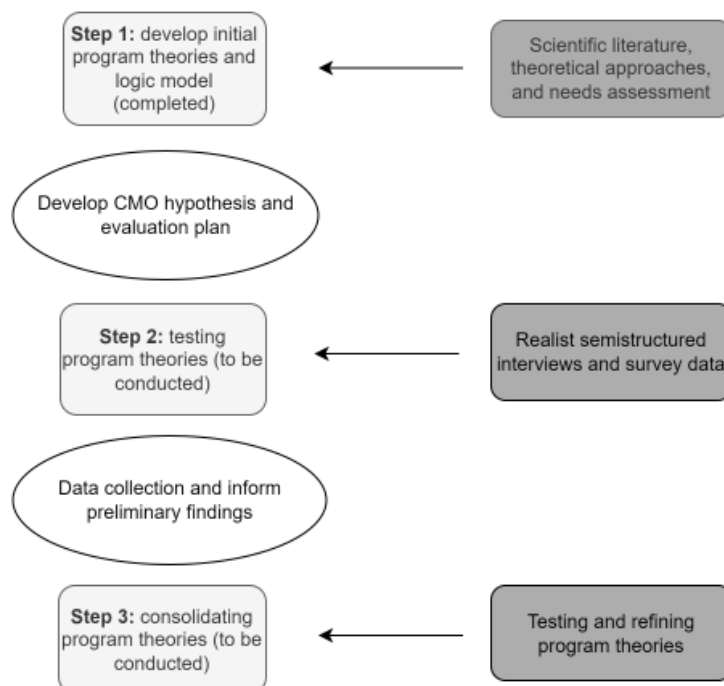 Step 1: develop initial
program theories and
logic model
(completed)
Scientific literature,
theoretical approaches,
and needs assessment
Develop CMO hypothesis and
evaluation plan
Step 2: testing
program theories (to be
conducted)
Realist semistructured
interviews and survey data
Data collection and inform
preliminary findings
Step 3: consolidating
program theories (to be
conducted)
Testing and refining
program theories